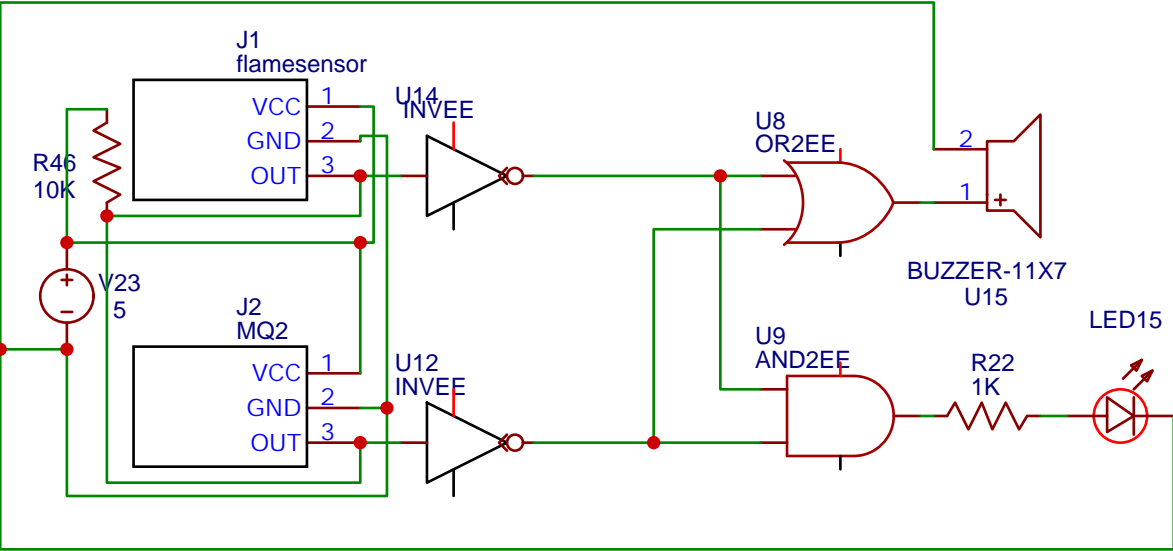 J1
flamesensor
VCC 1
GND 2
OUT 3
R46
10K
U14
INVEE
U8
OR2EE
2
1
BUZZER-11X7
U15
V23
5
J2
MQ2
VCC 1
GND 2
OUT 3
U12
INVEE
U9
AND2EE
R22
1K
LED15